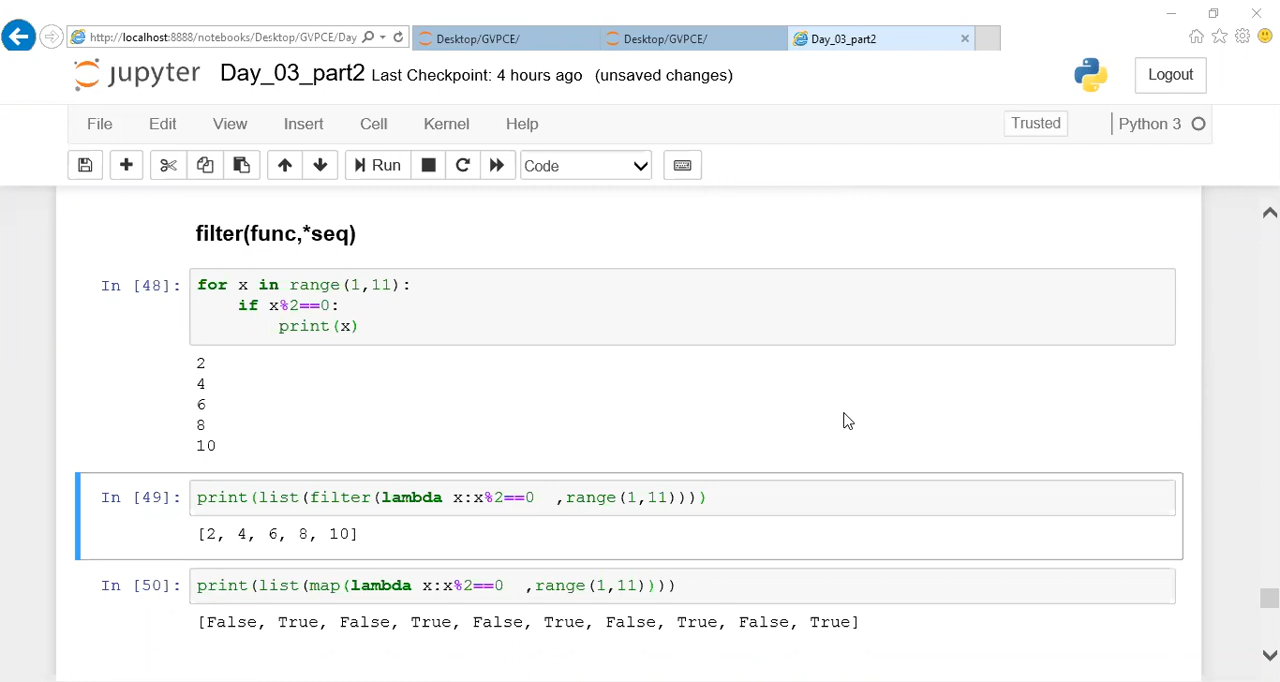 http://localhost:8888/notebooks/Desktop/GVPCE/Day
Desktop/GVPCE/
Desktop/GVPCE/
Day_03_part2
jupyter Day_03_part2 Last Checkpoint: 4 hours ago (unsaved changes)
Logout
File Edit View Insert Cell Kernel Help
Trusted
Python 3
Run
Code
filter(func,*seq)
In [48]:
for x in range(1,11):
    if x%2==0:
        print(x)
2
4
6
8
10
In [49]:
print(list(filter(lambda x:x%2==0  ,range(1,11))))
[2, 4, 6, 8, 10]
In [50]:
print(list(map(lambda x:x%2==0  ,range(1,11))))
[False, True, False, True, False, True, False, True, False, True]